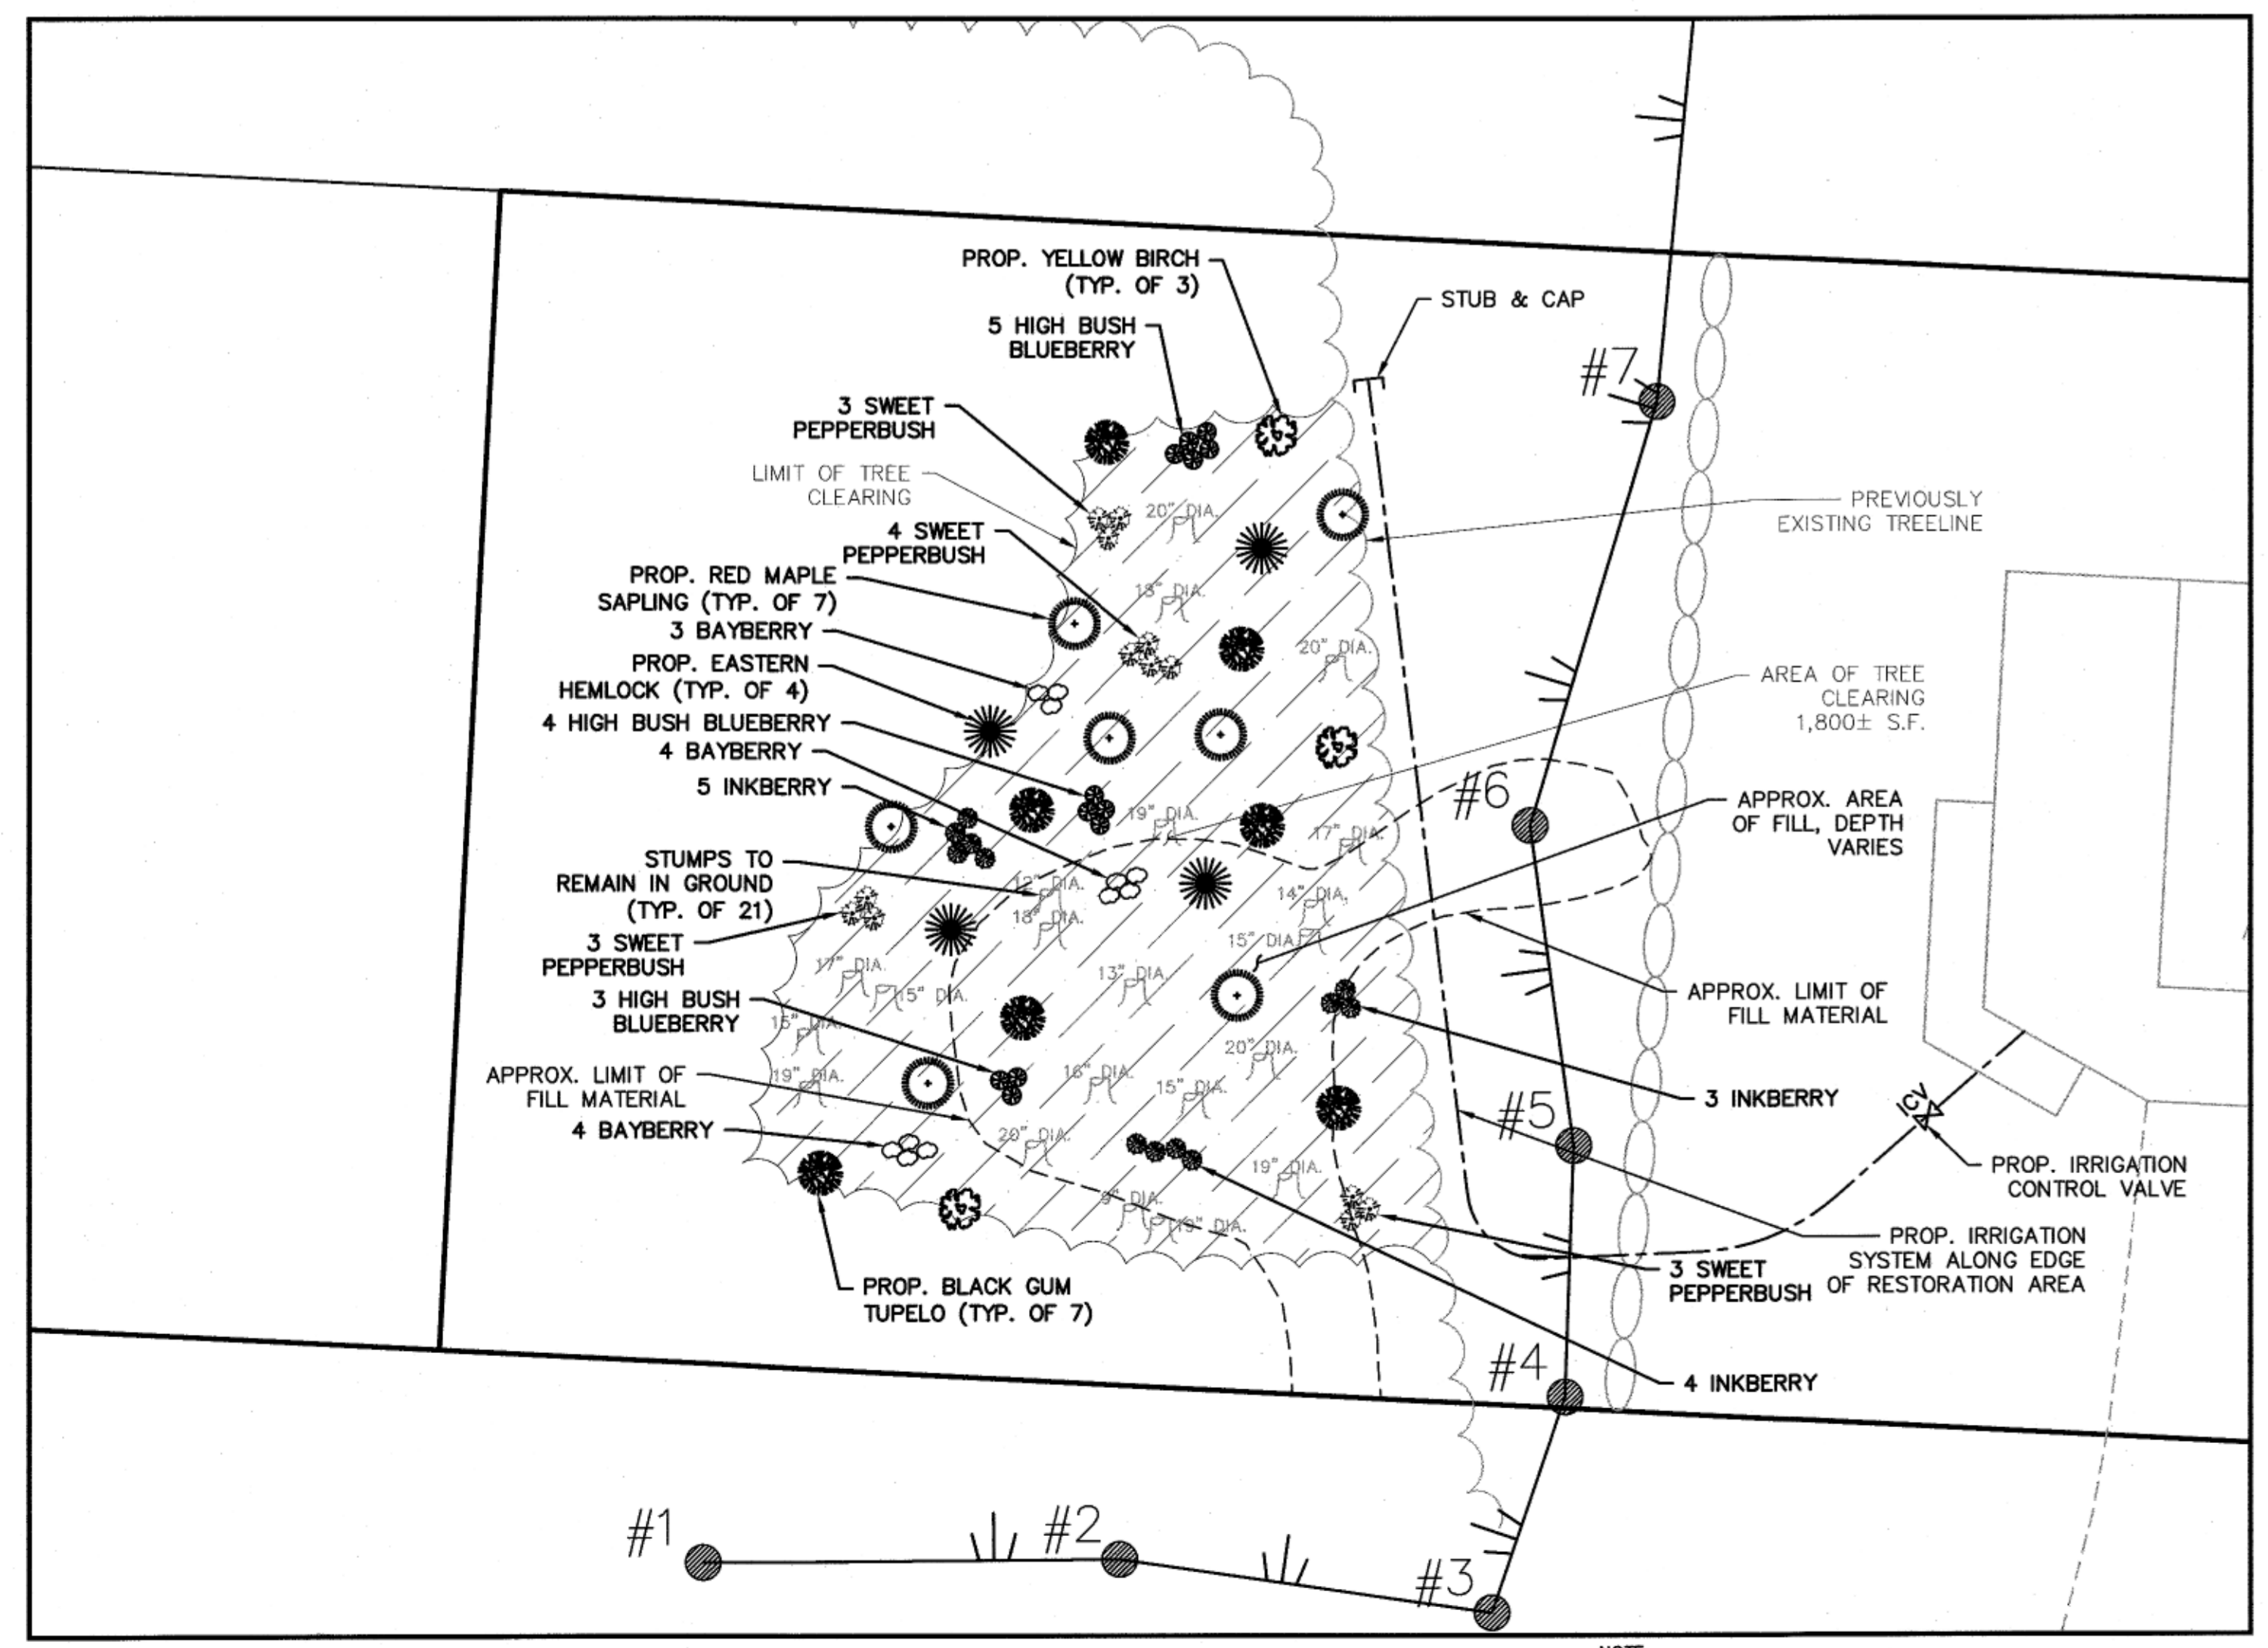 PROP. YELLOW BIRCH
(TYP. OF 3)
5 HIGH BUSH
BLUEBERRY
STUB & CAP
#7
3 SWEET
PEPPERBUSH
LIMIT OF TREE
CLEARING
PREVIOUSLY
EXISTING TREELINE
20" DIA.
4 SWEET
PEPPERBUSH
PROP. RED MAPLE
SAPLING (TYP. OF 7)
18" DIA.
3 BAYBERRY
20" DIA.
PROP. EASTERN
HEMLOCK (TYP. OF 4)
AREA OF TREE
CLEARING
1,800± S.F.
4 HIGH BUSH BLUEBERRY
4 BAYBERRY
5 INKBERRY
#6
APPROX. AREA
OF FILL, DEPTH
VARIES
19" DIA.
17" DIA.
STUMPS TO
REMAIN IN GROUND
(TYP. OF 21)
12" DIA.
18" DIA.
14" DIA.
15" DIA.
3 SWEET
PEPPERBUSH
17" DIA.
15" DIA.
13" DIA.
3 HIGH BUSH
BLUEBERRY
APPROX. LIMIT OF
FILL MATERIAL
15" DIA.
20" DIA.
APPROX. LIMIT OF
FILL MATERIAL
19" DIA.
16" DIA.
15" DIA.
3 INKBERRY
#5
ICV
4 BAYBERRY
20" DIA.
19" DIA.
PROP. IRRIGATION
CONTROL VALVE
9" DIA.
19" DIA.
PROP. IRRIGATION
SYSTEM ALONG EDGE
OF RESTORATION AREA
3 SWEET
PEPPERBUSH
PROP. BLACK GUM
TUPELO (TYP. OF 7)
#4
4 INKBERRY
#1
#2
#3